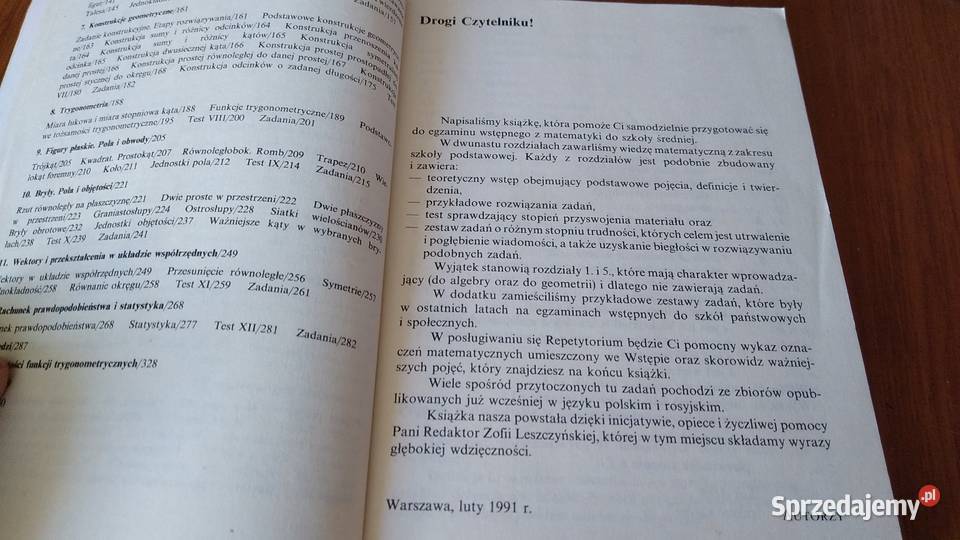 Talesa/145
7. Konstrukcje geometryczne/161
Zadanie konstrukcyjne. Etapy rozwiązywania/161 Podstawowe konstrukcje geometryczne/163
Konstrukcja sumy i różnicy odcinków/164 Konstrukcja przenoszenia
Konstrukcja sumy i różnicy kątów/165 Konstrukcja symetralnej
odcinka/165 Konstrukcja dwusiecznej kąta/166 Konstrukcja prostej prostopadłej do
danej prostej/166 Konstrukcja prostej równoległej do danej prostej/167 Konstrukcja
prostej stycznej do okręgu/168 Konstrukcja odcinków o zadanej długości/175 Test
VII/180 Zadania/182
8. Trygonometria/188
Miara łukowa i miara stopniowa kąta/188 Funkcje trygonometryczne/189 Podstawo-
we tożsamości trygonometryczne/195 Test VIII/200 Zadania/201
9. Figury płaskie. Pola i obwody/205
Trójkąt/205 Kwadrat. Prostokąt/207 Równoległobok. Romb/209 Trapez/210 Wie-
lokąt foremny/210 Koło/211 Jednostki pola/212 Test IX/214 Zadania/215
10. Bryły. Pola i objętości/221
Rzut równoległy na płaszczyznę/221 Dwie proste w przestrzeni/222 Dwie płaszczyzny
w przestrzeni/223 Graniastosłupy/224 Ostrosłupy/228 Siatki wielościanów/230
Bryły obrotowe/232 Jednostki objętości/237 Ważniejsze kąty w wybranych bry-
łach/238 Test X/239 Zadania/241
11. Wektory i przekształcenia w układzie współrzędnych/249
ektory w układzie współrzędnych/249 Przesunięcie równoległe/256 Symetrie/257
dnokładność/258 Równanie okręgu/258 Test XI/259 Zadania/261
Rachunek prawdopodobieństwa i statystyka/268
nek prawdopodobieństwa/268 Statystyka/277 Test XII/281 Zadania/282
edzi/287
ości funkcji trygonometrycznych/328
Drogi Czytelniku!
Napisaliśmy książkę, która pomoże Ci samodzielnie przygotować się
do egzaminu wstępnego z matematyki do szkoły średniej.
W dwunastu rozdziałach zawarliśmy wiedzę matematyczną z zakresu
szkoły podstawowej. Każdy z rozdziałów jest podobnie zbudowany
i zawiera:
— teoretyczny wstęp obejmujący podstawowe pojęcia, definicje i twier-
dzenia,
— przykładowe rozwiązania zadań,
— test sprawdzający stopień przyswojenia materiału oraz
— zestaw zadań o różnym stopniu trudności, których celem jest utrwalenie
i pogłębienie wiadomości, a także uzyskanie biegłości w rozwiązywaniu
podobnych zadań.
Wyjątek stanowią rozdziały 1. i 5., które mają charakter wprowadza-
jący (do algebry oraz do geometrii) i dlatego nie zawierają zadań.
W dodatku zamieściliśmy przykładowe zestawy zadań, które były
w ostatnich latach na egzaminach wstępnych do szkół państwowych
i społecznych.
W posługiwaniu się Repetytorium będzie Ci pomocny wykaz ozna-
czeń matematycznych umieszczony we Wstępie oraz skorowidz ważniej-
szych pojęć, który znajdziesz na końcu książki.
Wiele spośród przytoczonych tu zadań pochodzi ze zbiorów opub-
likowanych już wcześniej w języku polskim i rosyjskim.
Książka nasza powstała dzięki inicjatywie, opiece i życzliwej pomocy
Pani Redaktor Zofii Leszczyńskiej, której w tym miejscu składamy wyrazy
głębokiej wdzięczności.
Warszawa, luty 1991 r.
AUTORZY
Sprzedajemy.pl